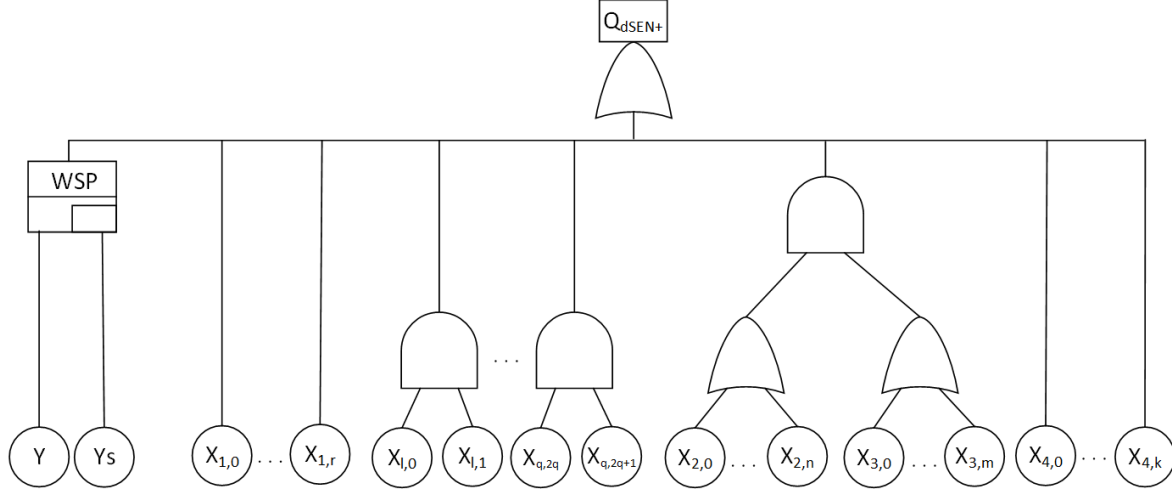 QdSEN+
WSP
. . .
Y Ys X1,0 . . . X1,r Xl,0 Xl,1 Xq,2q Xq,2q+1 X2,0 . . . X2,n X3,0 . . . X3,m X4,0 . . . X4,k